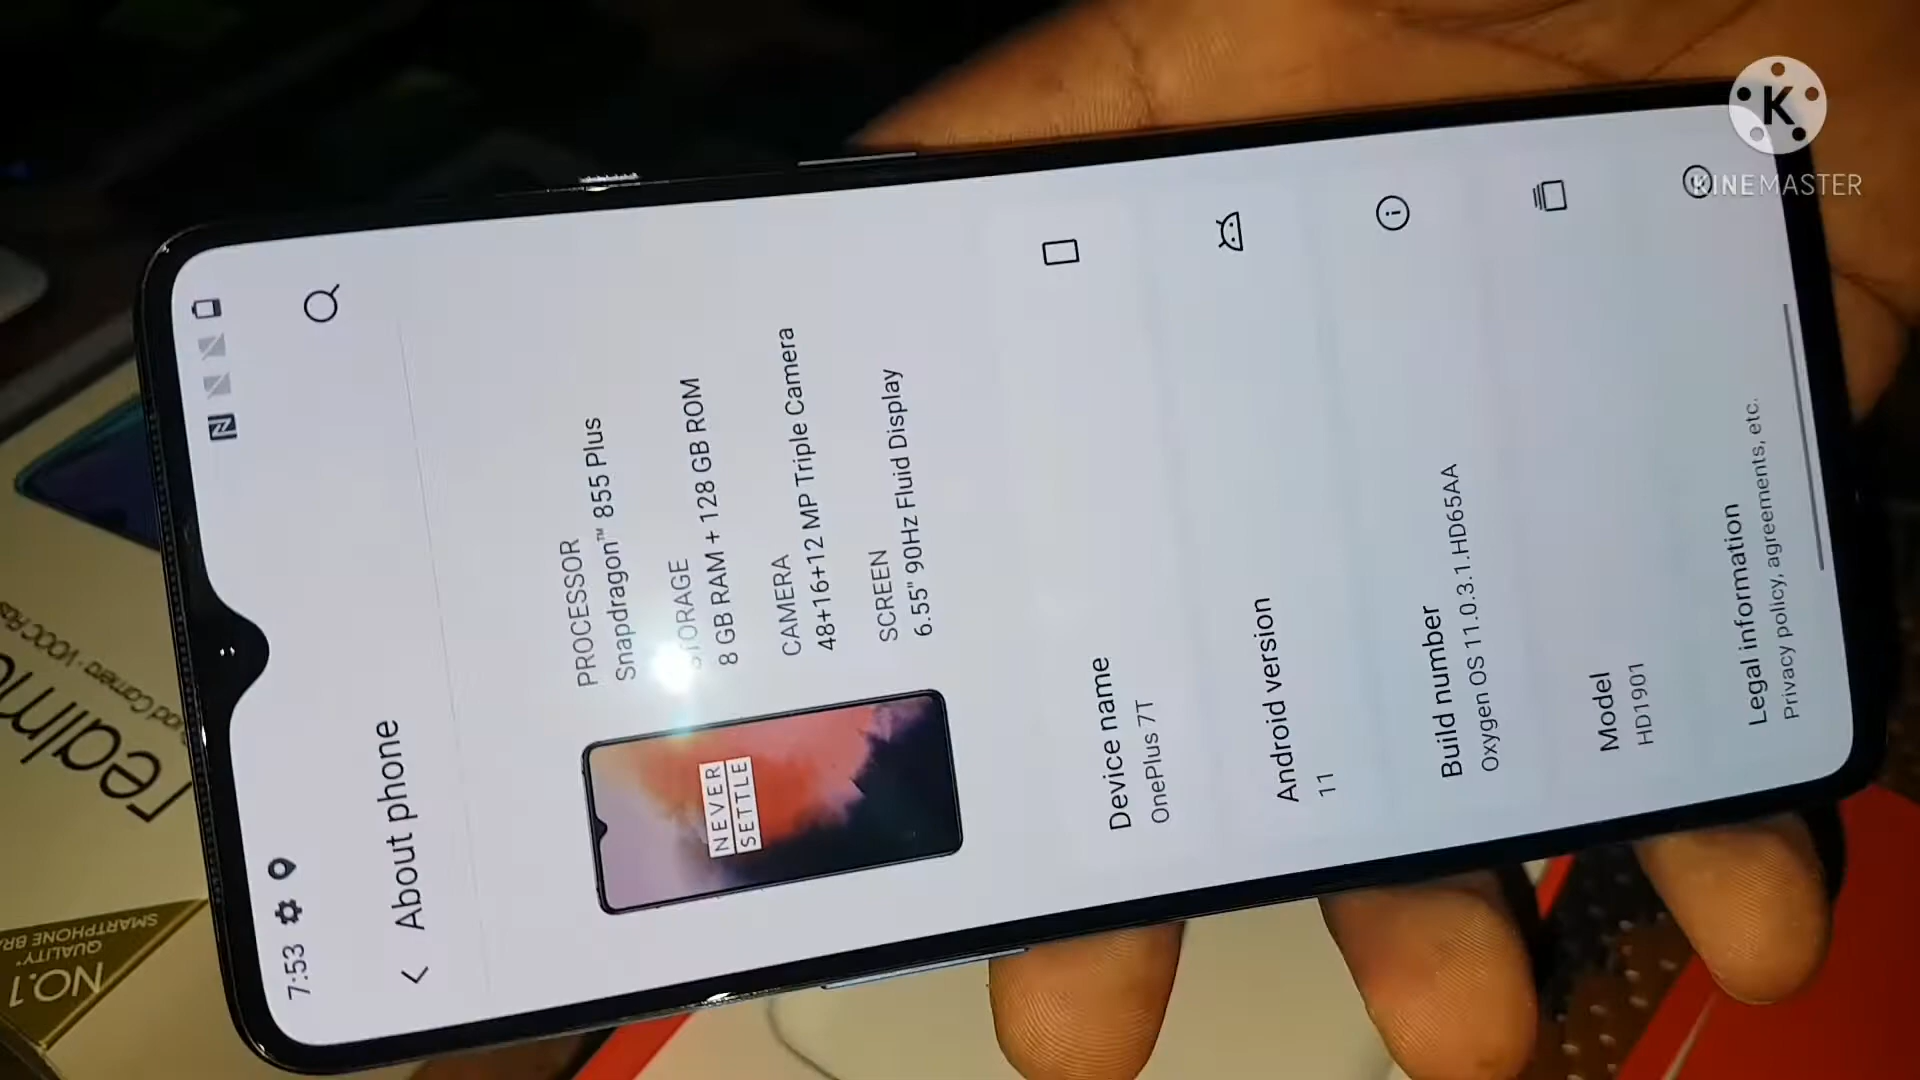 7:53
About phone
NEVER
SETTLE
PROCESSOR
Snapdragon™ 855 Plus
STORAGE
8 GB RAM + 128 GB ROM
CAMERA
48+16+12 MP Triple Camera
SCREEN
6.55" 90Hz Fluid Display
Device name
OnePlus 7T
Android version
11
Build number
Oxygen OS 11.0.3.1.HD65AA
Model
HD1901
Legal information
Privacy policy, agreements, etc.
K
KINEMASTER
NO.1
QUALITY*
SMARTPHONE